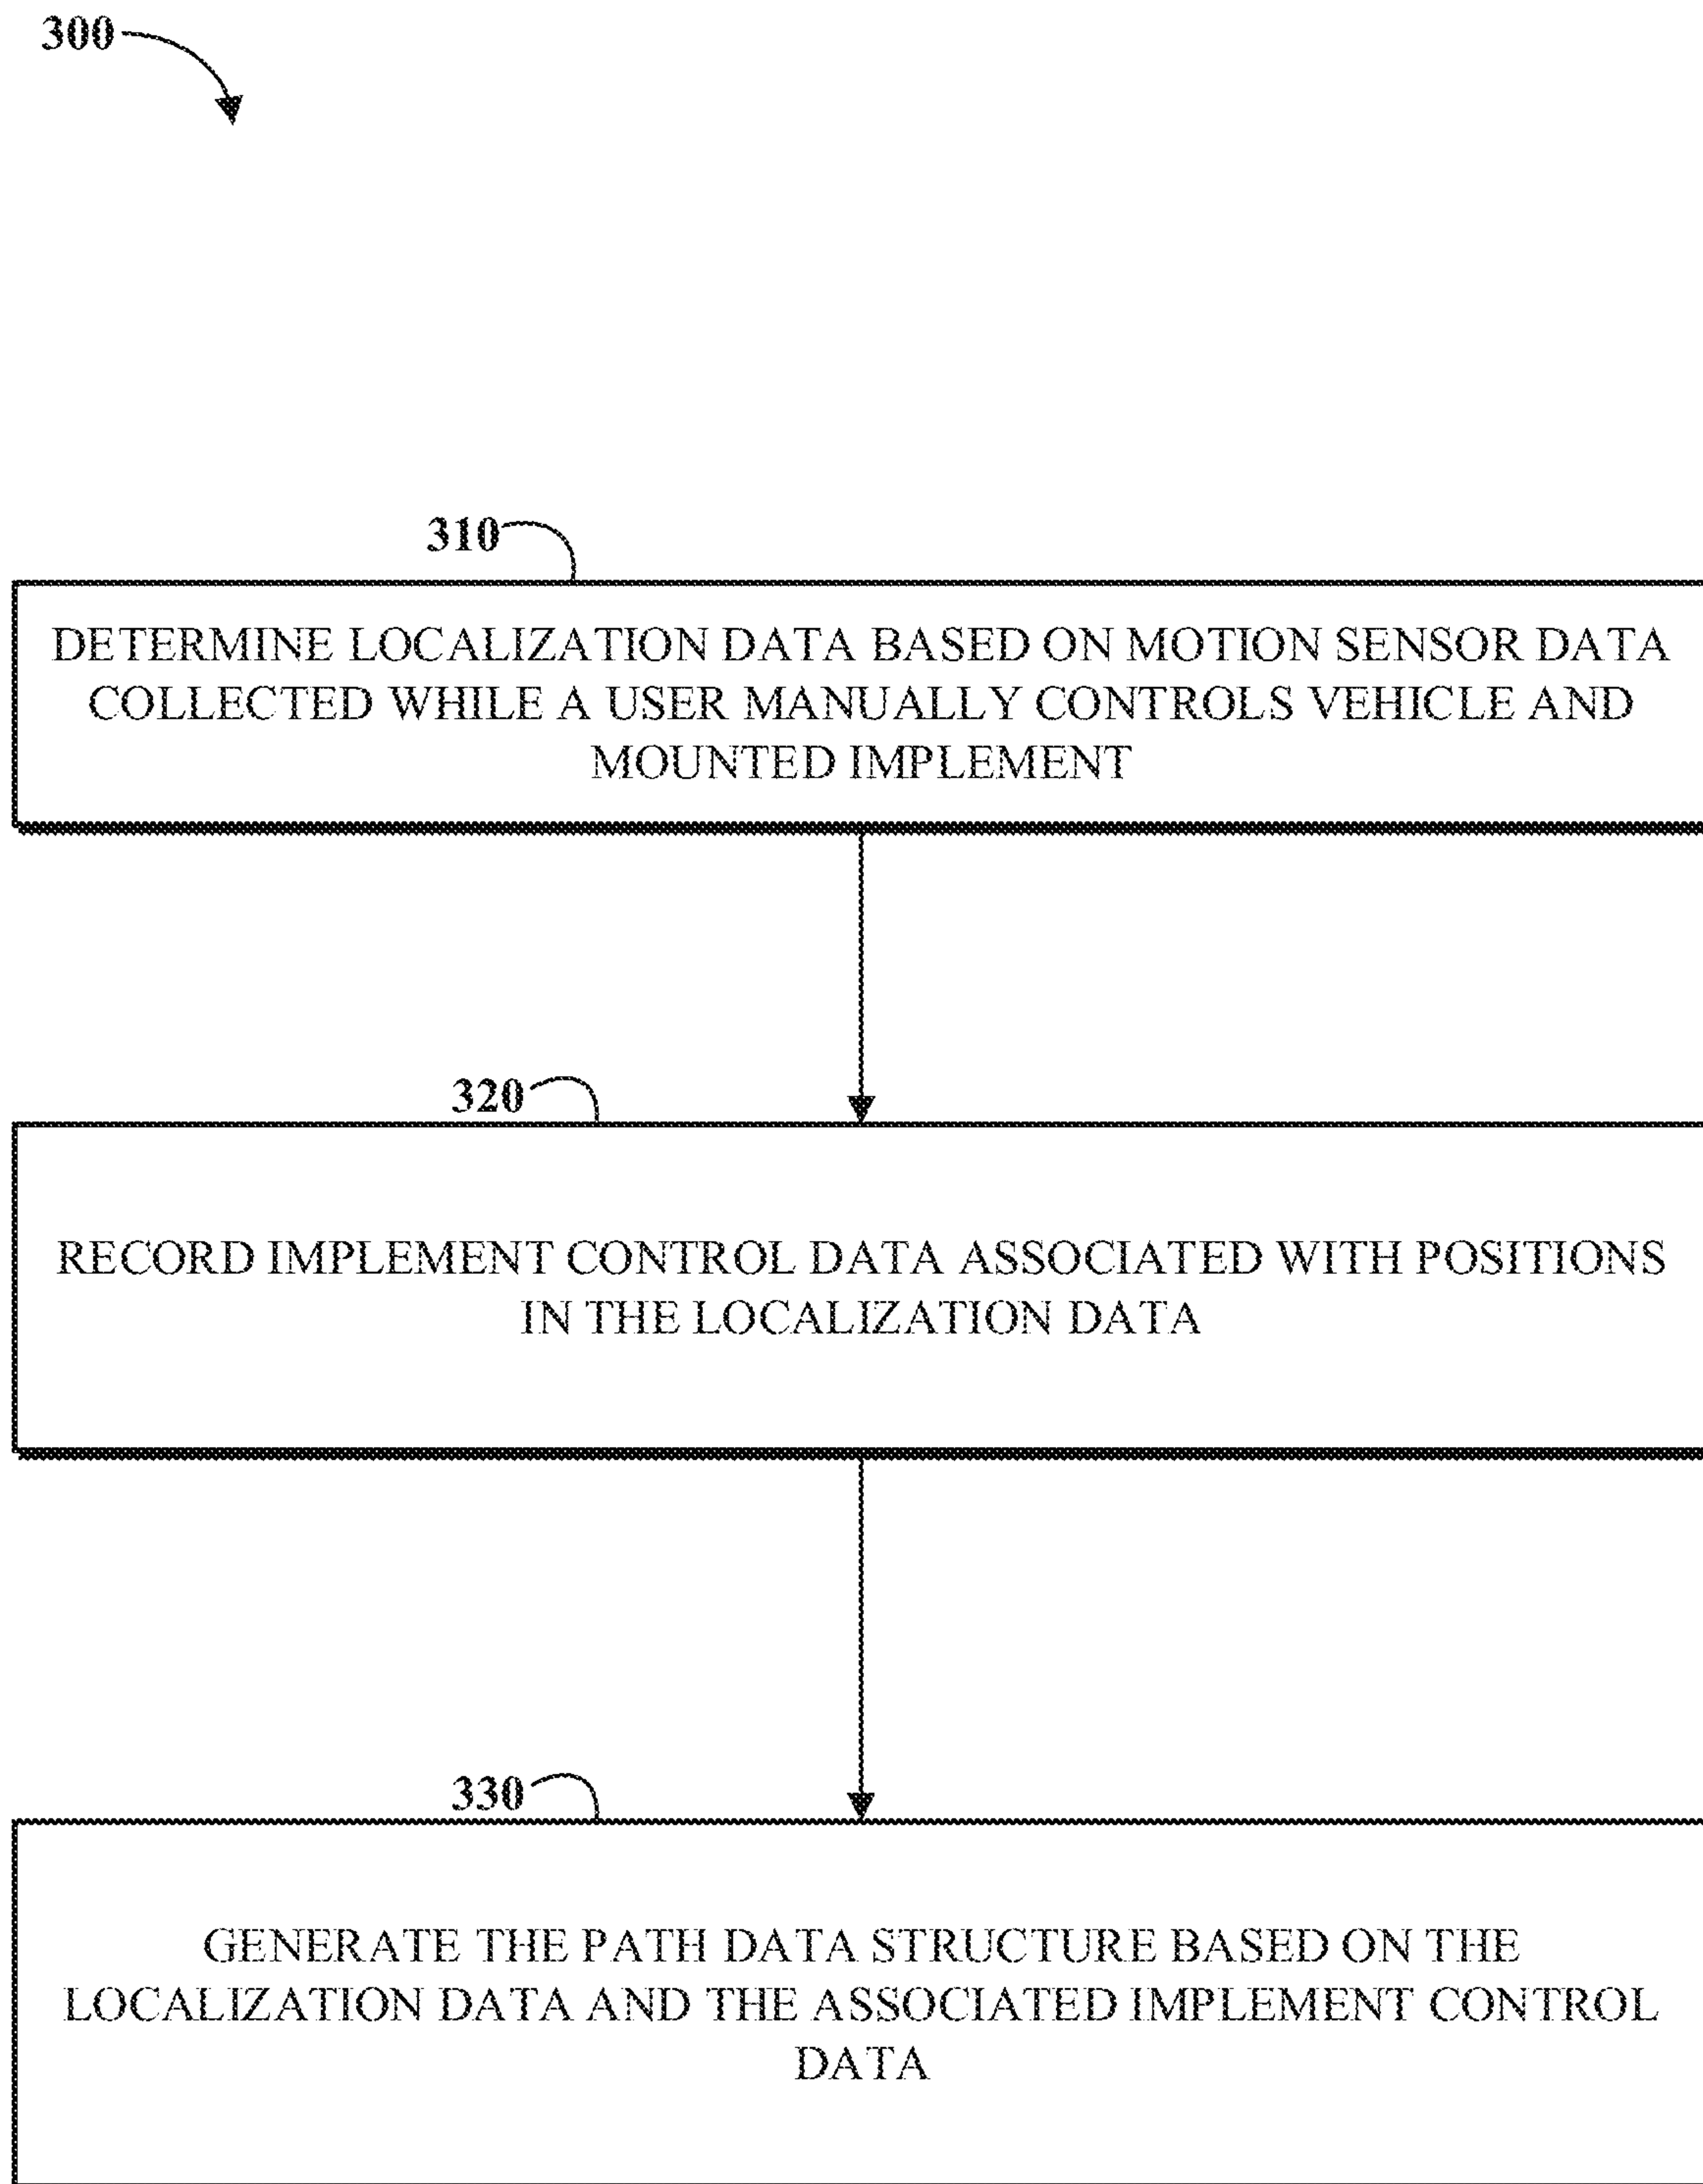 300
310
DETERMINE LOCALIZATION DATA BASED ON MOTION SENSOR DATA
COLLECTED WHILE A USER MANUALLY CONTROLS VEHICLE AND
MOUNTED IMPLEMENT
320
RECORD IMPLEMENT CONTROL DATA ASSOCIATED WITH POSITIONS
IN THE LOCALIZATION DATA
330
GENERATE THE PATH DATA STRUCTURE BASED ON THE
LOCALIZATION DATA AND THE ASSOCIATED IMPLEMENT CONTROL
DATA